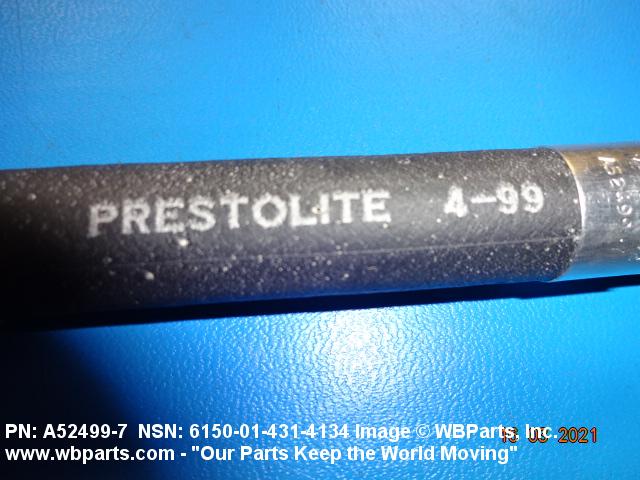 PRESTOLITE 4-99
PN: A52499-7 NSN: 6150-01-431-4134 Image © WBParts, Inc.
2021
www.wbparts.com - "Our Parts Keep the World Moving"